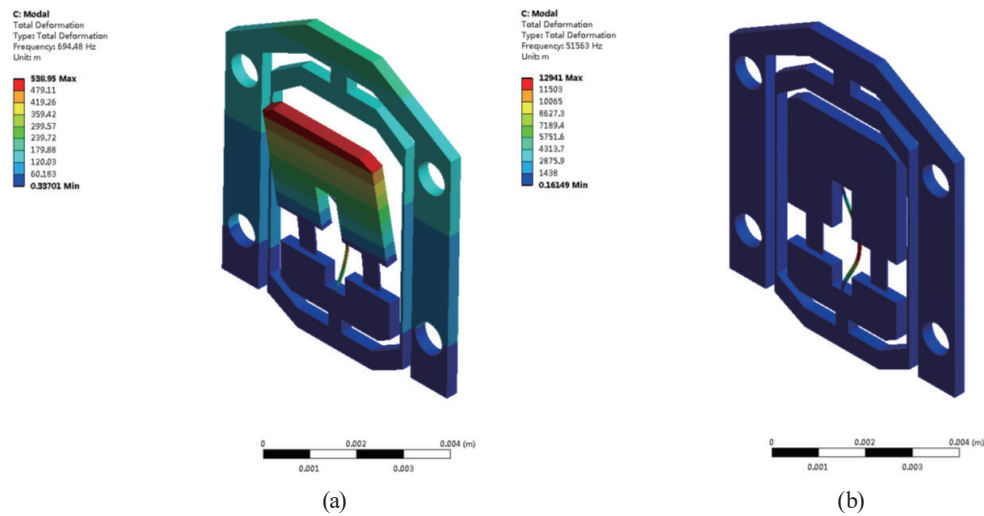 C: Modal
Total Deformation
Type: Total Deformation
Frequency: 694.48 Hz
Unit: m
538.95 Max
479.11
419.26
359.42
299.57
239.72
179.88
120.03
60.183
0.33701 Min
0 0.002 0.004 (m)
0.001 0.003
(a)
C: Modal
Total Deformation
Type: Total Deformation
Frequency: 51563 Hz
Unit: m
12941 Max
11503
10065
8627.3
7189.4
5751.6
4313.7
2875.9
1438
0.16149 Min
0 0.002 0.004 (m)
0.001 0.003
(b)